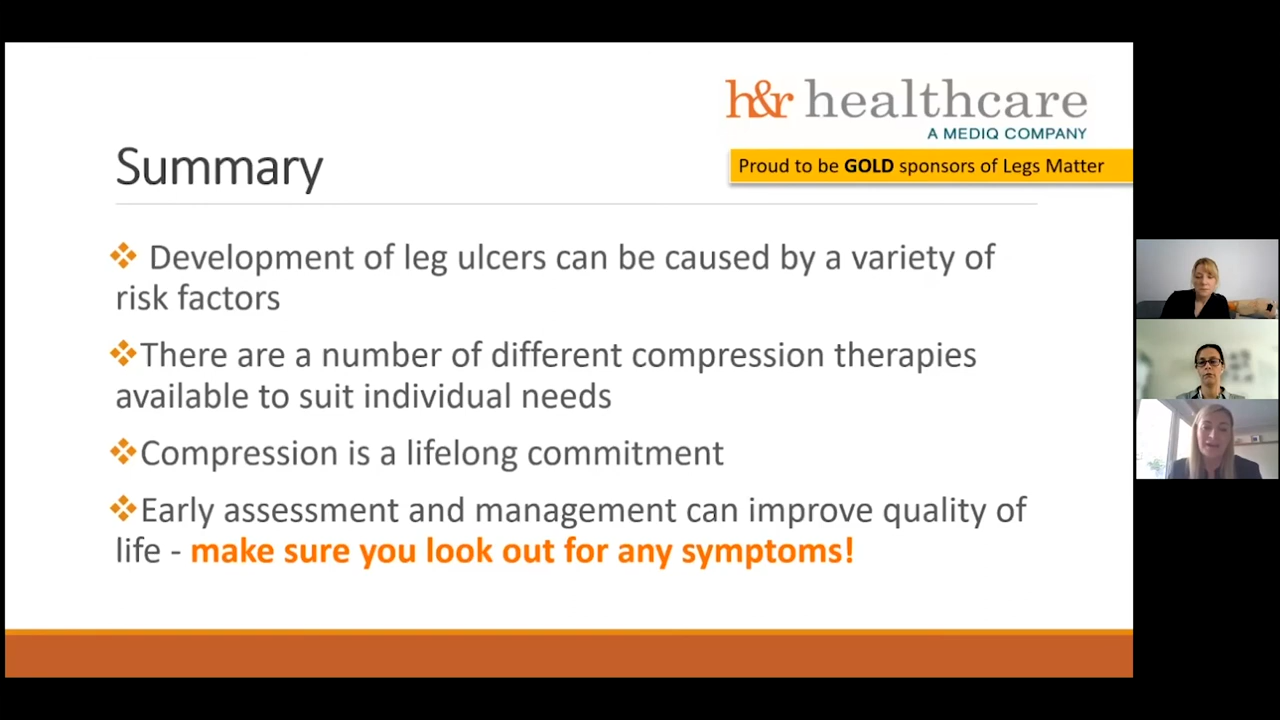 h&r healthcare
A MEDIQ COMPANY
Proud to be GOLD sponsors of Legs Matter
Summary
❖ Development of leg ulcers can be caused by a variety of
risk factors
❖There are a number of different compression therapies
available to suit individual needs
❖Compression is a lifelong commitment
❖Early assessment and management can improve quality of
life - make sure you look out for any symptoms!